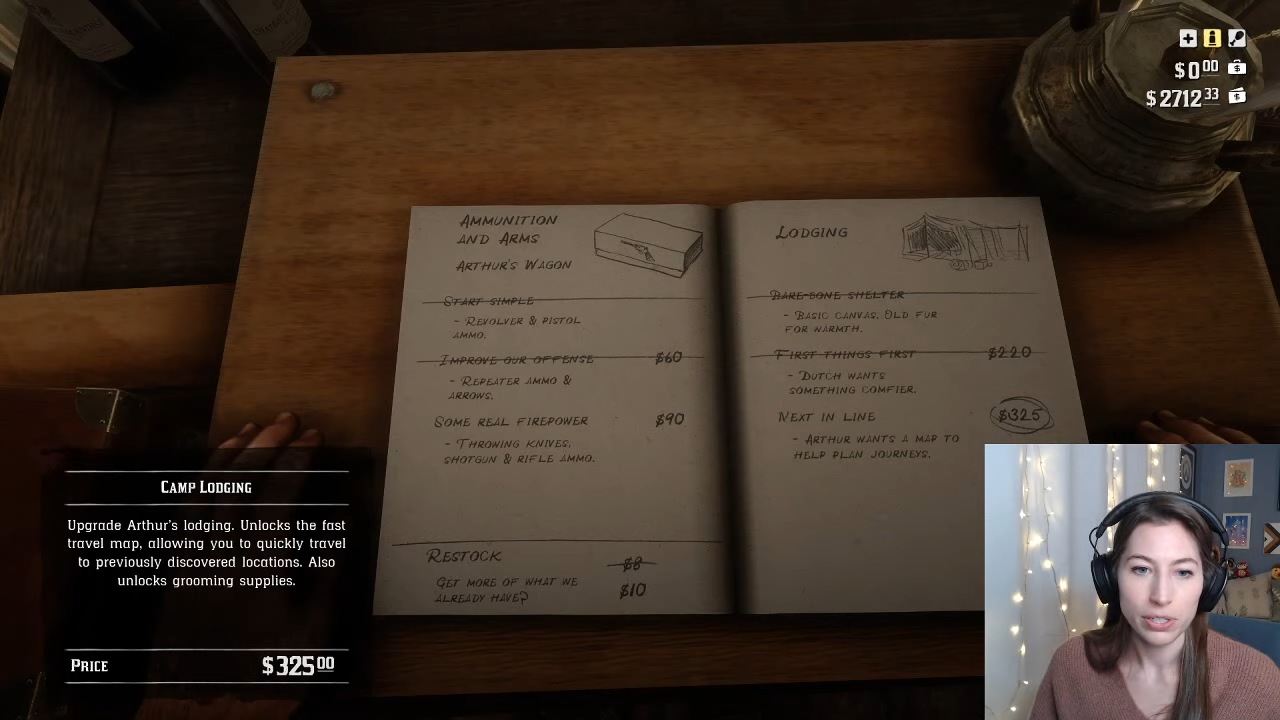 $0 00
$2712 33
AMMUNITION
AND ARMS
ARTHUR'S WAGON
START SIMPLE
- REVOLVER & PISTOL
AMMO.
IMPROVE OUR OFFENSE $60
- REPEATER AMMO &
ARROWS.
SOME REAL FIREPOWER $90
- THROWING KNIVES,
SHOTGUN & RIFLE AMMO.
RESTOCK $8
GET MORE OF WHAT WE
ALREADY HAVE? $10
LODGING
BARE-BONE SHELTER
- BASIC CANVAS. OLD FUR
FOR WARMTH.
FIRST THINGS FIRST $220
- DUTCH WANTS
SOMETHING COMFIER.
NEXT IN LINE $325
- ARTHUR WANTS A MAP TO
HELP PLAN JOURNEYS.
CAMP LODGING
Upgrade Arthur's lodging. Unlocks the fast
travel map, allowing you to quickly travel
to previously discovered locations. Also
unlocks grooming supplies.
PRICE $325 00